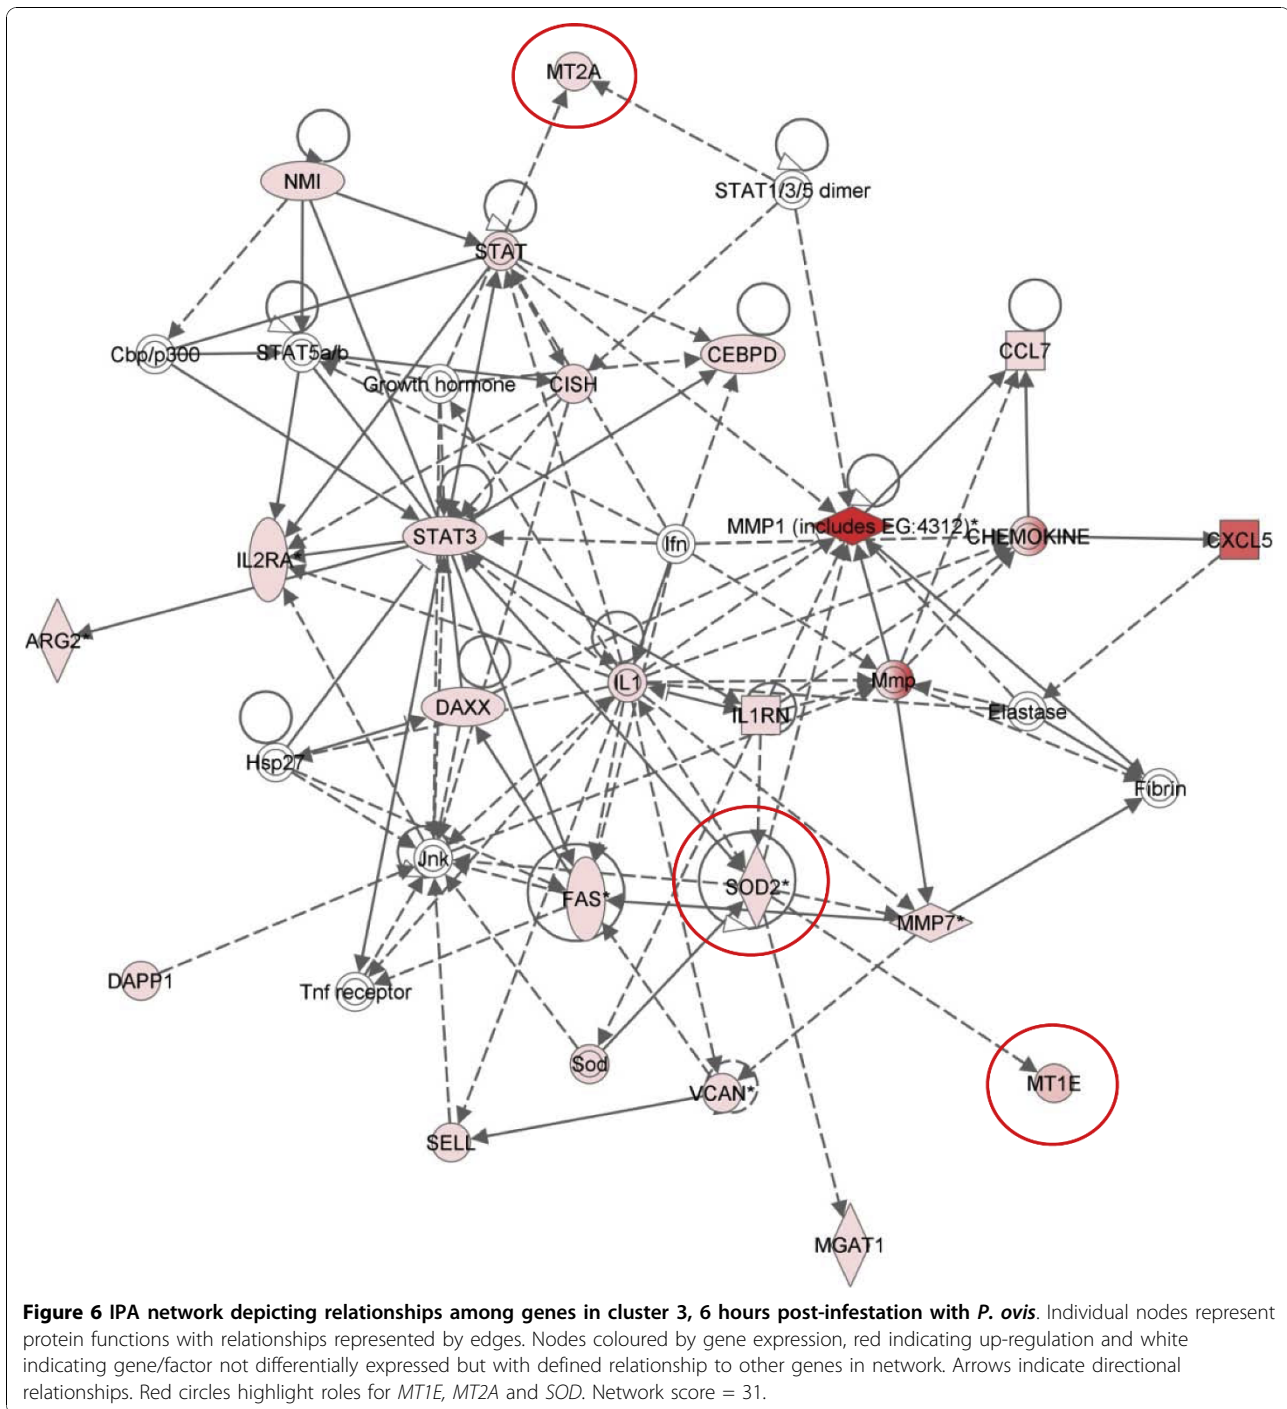 MT2A
NMI
STAT1/3/5 dimer
STAT
Cbp/p300
STAT5a/b
CEBPD
CCL7
Growth hormone
CISH
STAT3
Ifn
MMP1 (includes EG:4312)*
CHEMOKINE
CXCL5
IL2RA*
ARG2*
IL1
Mmp
DAXX
IL1RN
Elastase
Hsp27
Fibrin
Jnk
FAS*
SOD2*
MMP7*
DAPP1
Tnf receptor
Sod
VCAN*
MT1E
SELL
MGAT1
Figure 6 IPA network depicting relationships among genes in cluster 3, 6 hours post-infestation with P. ovis. Individual nodes represent
protein functions with relationships represented by edges. Nodes coloured by gene expression, red indicating up-regulation and white
indicating gene/factor not differentially expressed but with defined relationship to other genes in network. Arrows indicate directional
relationships. Red circles highlight roles for MT1E, MT2A and SOD. Network score = 31.